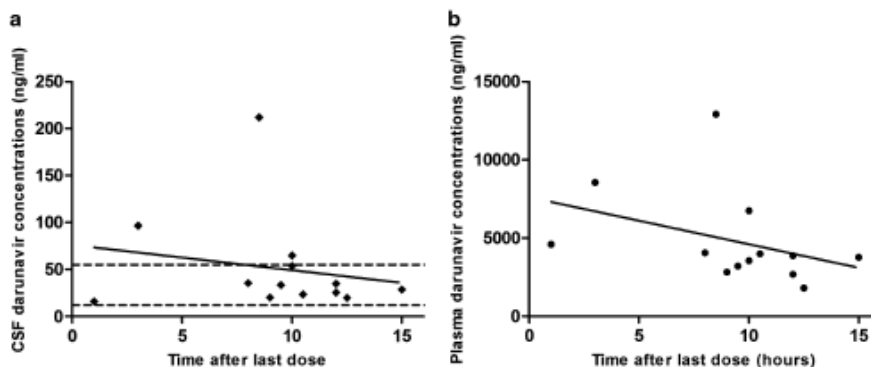 a
CSF darunavir concentrations (ng/ml)
250
200
150
100
50
0
0 5 10 15
Time after last dose
b
Plasma darunavir concentrations (ng/ml)
15000
10000
5000
0
0 5 10 15
Time after last dose (hours)